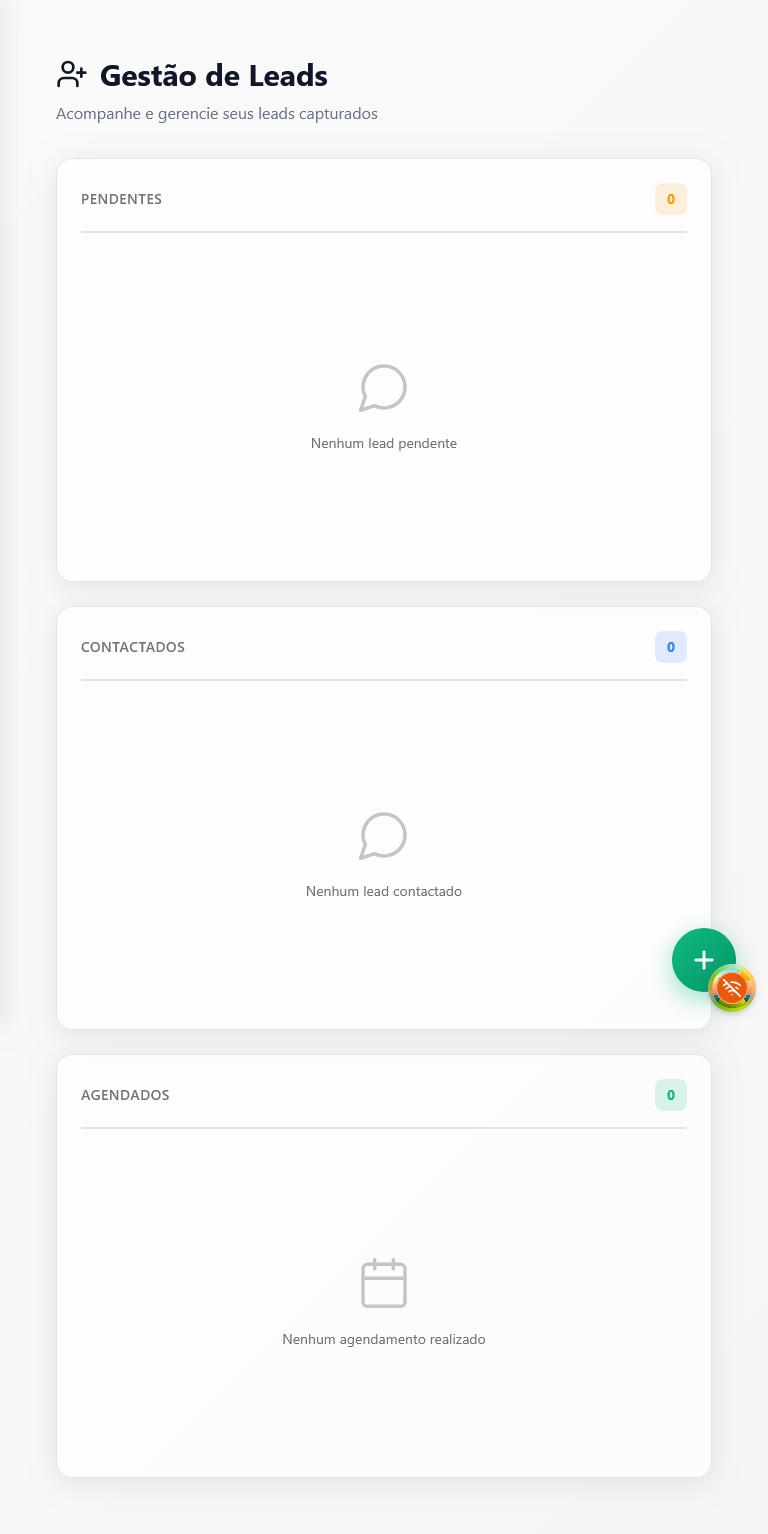 Gestão de Leads
Acompanhe e gerencie seus leads capturados
PENDENTES
0
Nenhum lead pendente
CONTACTADOS
0
Nenhum lead contactado
AGENDADOS
0
Nenhum agendamento realizado